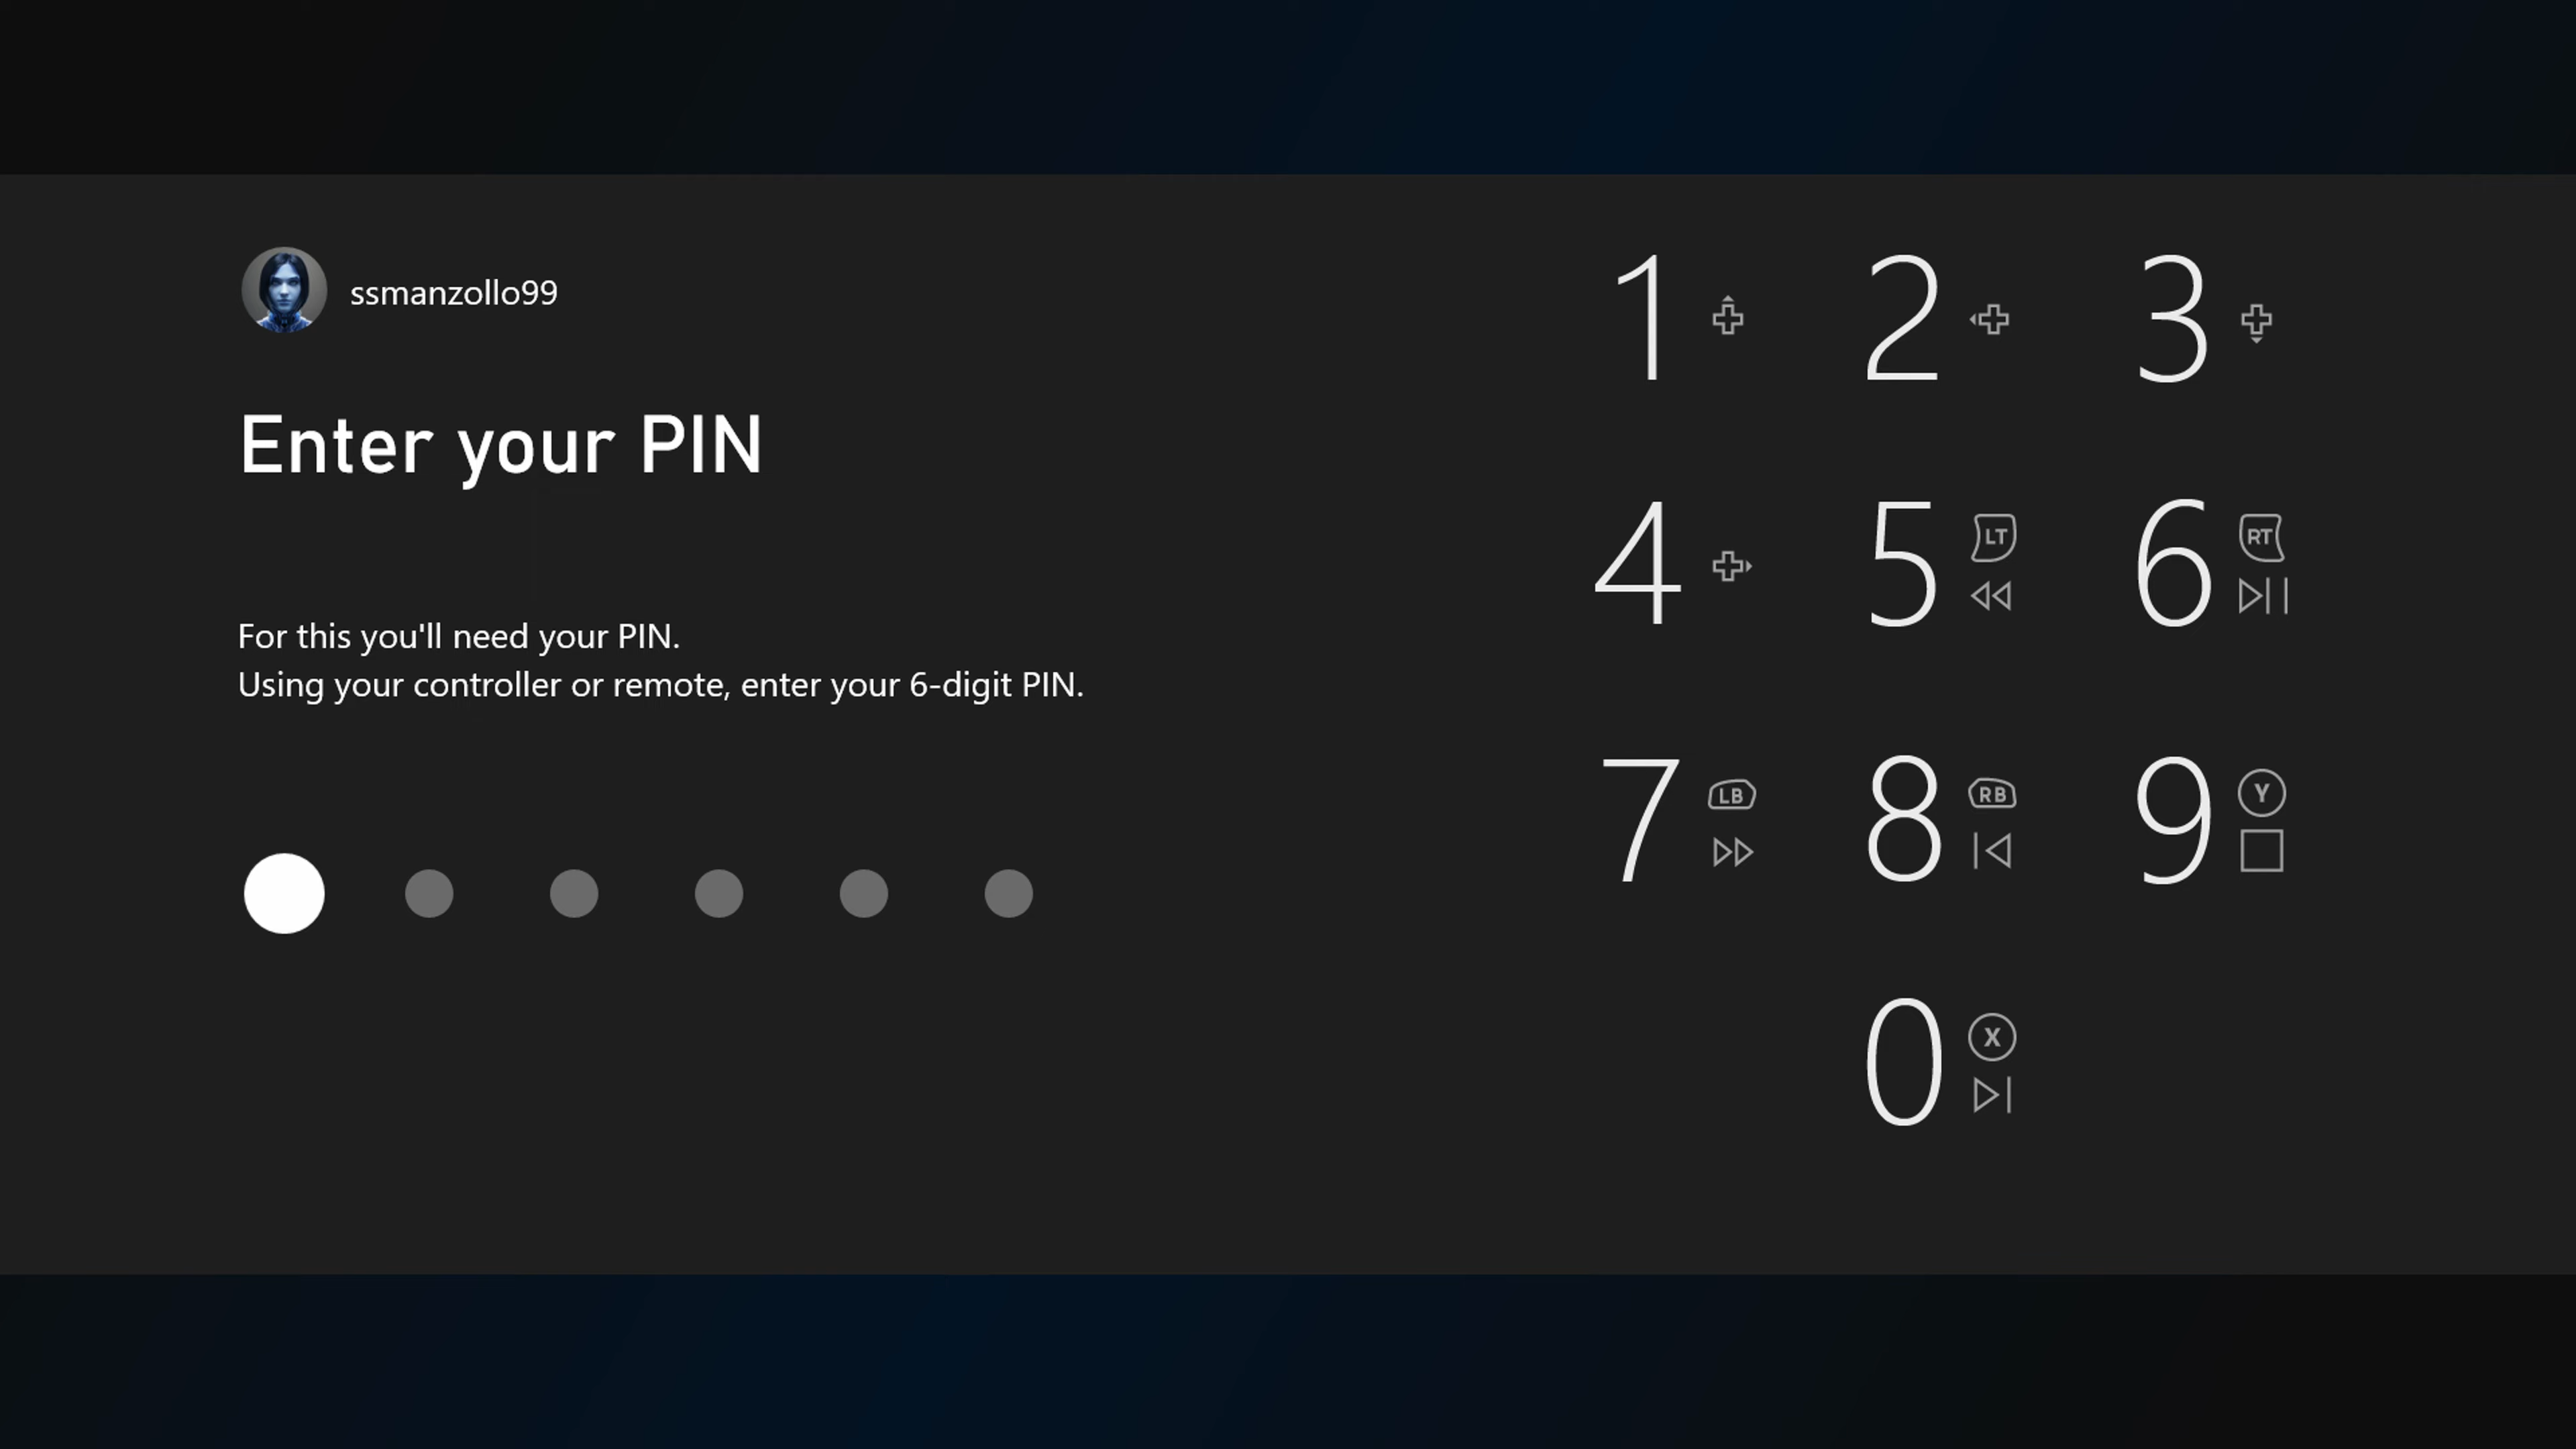 ssmanzollo99
Enter your PIN
For this you'll need your PIN.
Using your controller or remote, enter your 6-digit PIN.
1 2 3
4 5 LT 6 RT
7 LB 8 RB 9 Y
0 X